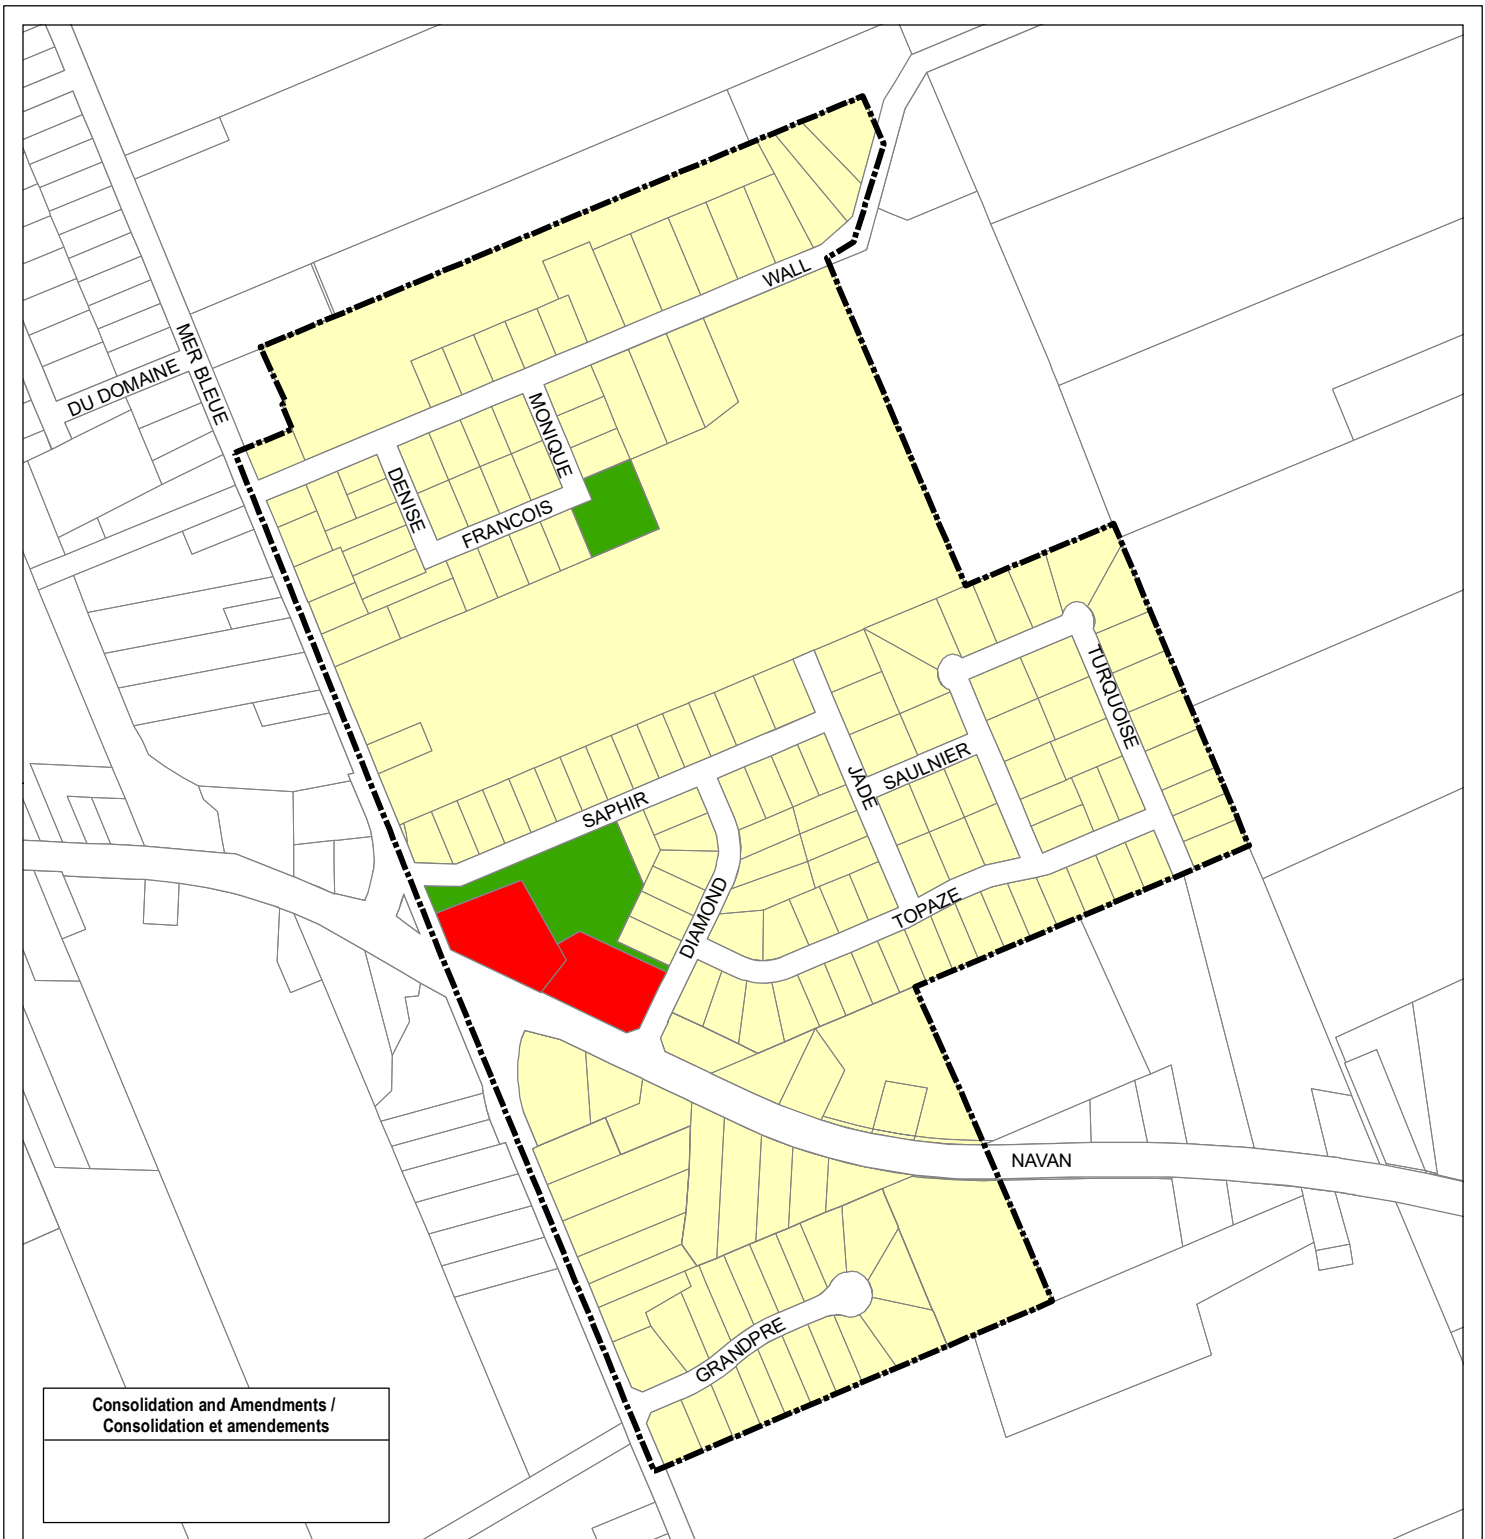 WALL
MER BLEUE
DU DOMAINE
MONIQUE
DENISE
FRANCOIS
TURQUOISE
SAULNIER
JADE
SAPHIR
DIAMOND
TOPAZE
NAVAN
GRANDPRE
Consolidation and Amendments /
Consolidation et amendements